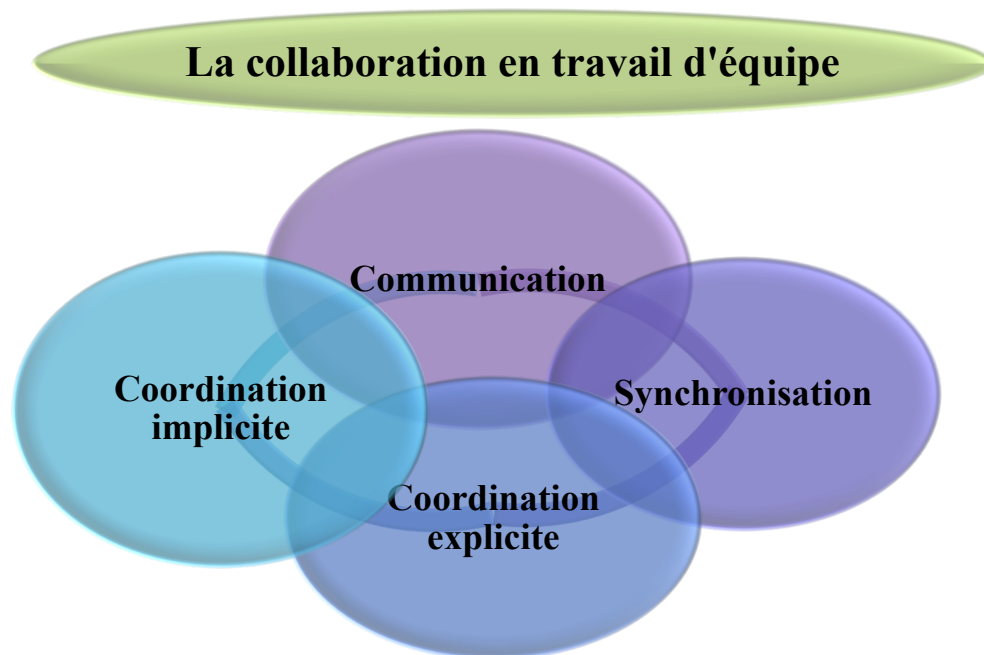 La collaboration en travail d'équipe
Communication
Coordination
implicite
Synchronisation
Coordination
explicite